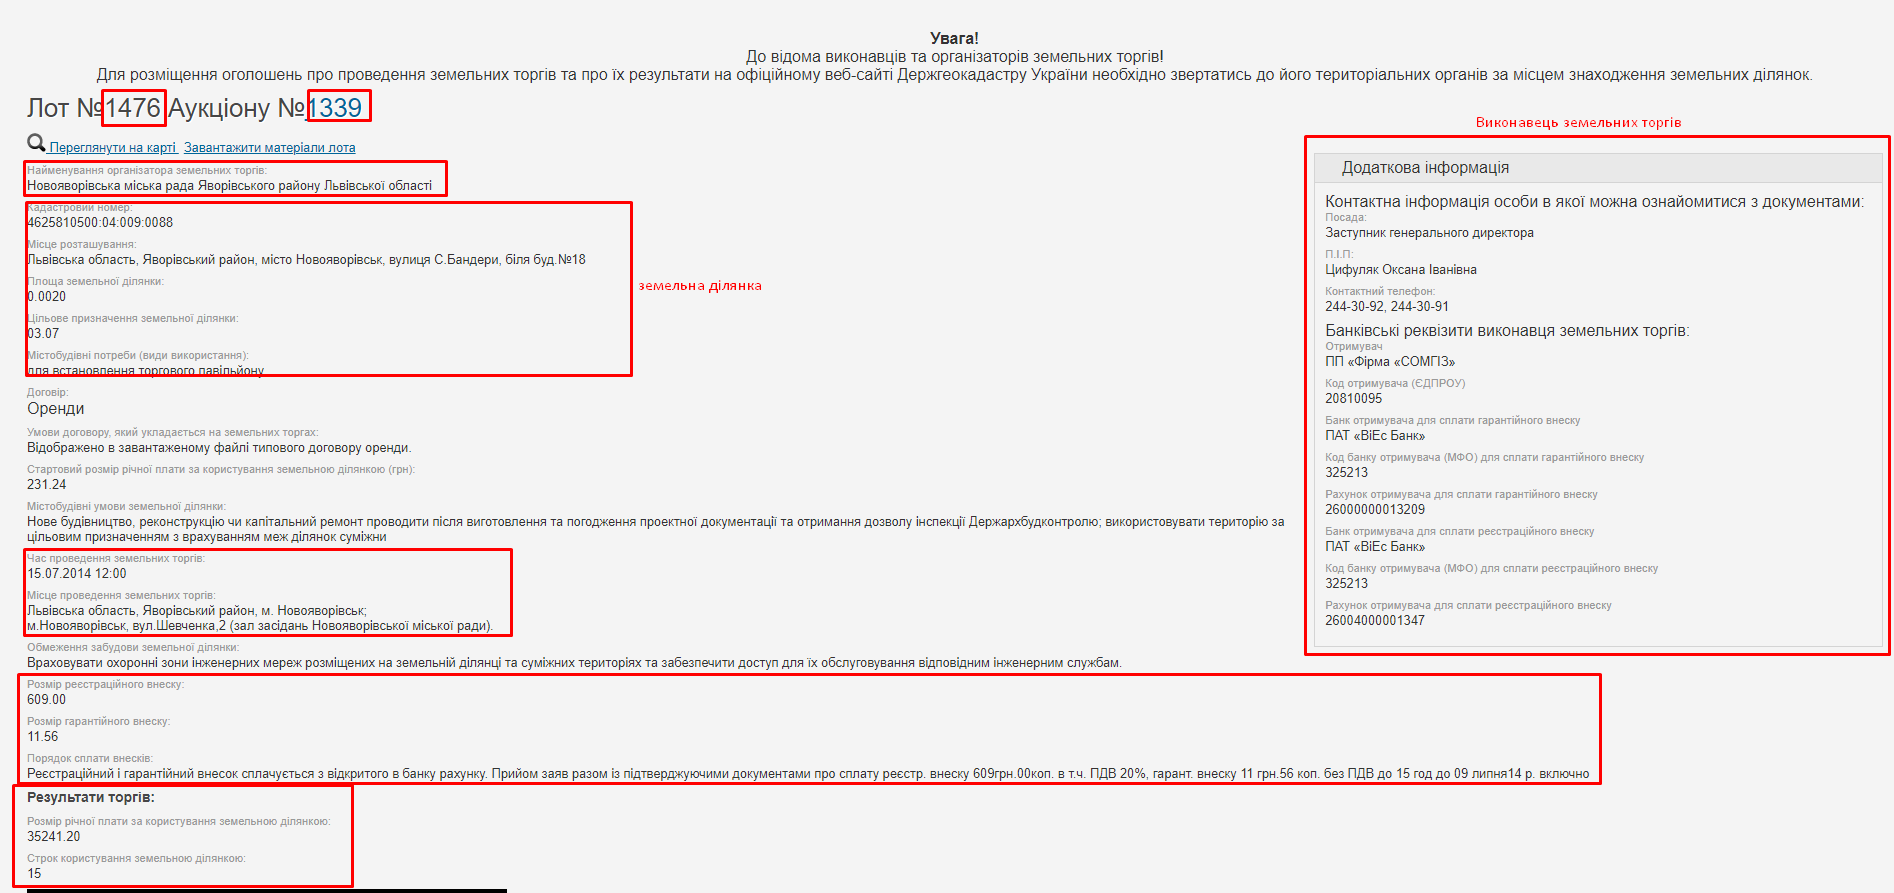 Увага!
До відома виконавців та організаторів земельних торгів!
Для розміщення оголошень про проведення земельних торгів та про їх результати на офіційному веб-сайті Держгеокадастру України необхідно звертатись до його територіальних органів за місцем знаходження земельних ділянок.
Лот №1476 Аукціону № 1339
Переглянути на карті Завантажити матеріали лота
Найменування організатора земельних торгів:
Новояворівська міська рада Яворівського району Львівської області
Кадастровий номер:
4625810500:04:009:0088
Місце розташування:
Львівська область, Яворівський район, місто Новояворівськ, вулиця С.Бандери, біля буд.№18
Площа земельної ділянки:
0.0020
земельна ділянка
Цільове призначення земельної ділянки:
03.07
Містобудівні потреби (види використання):
для встановлення торгового павільйону
Договір:
Оренди
Умови договору, який укладається на земельних торгах:
Відображено в завантаженому файлі типового договору оренди.
Стартовий розмір річної плати за користування земельною ділянкою (грн):
231.24
Містобудівні умови земельної ділянки:
Нове будівництво, реконструкцію чи капітальний ремонт проводити після виготовлення та погодження проектної документації та отримання дозволу інспекції Держархбудконтролю; використовувати територію за
цільовим призначенням з врахуванням меж ділянок суміжни
Час проведення земельних торгів:
15.07.2014 12:00
Місце проведення земельних торгів:
Львівська область, Яворівський район, м. Новояворівськ;
м.Новояворівськ, вул.Шевченка,2 (зал засідань Новояворівської міської ради).
Обмеження забудови земельної ділянки:
Враховувати охоронні зони інженерних мереж розміщених на земельній ділянці та суміжних територіях та забезпечити доступ для їх обслуговування відповідним інженерним службам.
Розмір реєстраційного внеску:
609.00
Розмір гарантійного внеску:
11.56
Порядок сплати внесків:
Реєстраційний і гарантійний внесок сплачується з відкритого в банку рахунку. Прийом заяв разом із підтверджуючими документами про сплату реєстр. внеску 609грн.00коп. в т.ч. ПДВ 20%, гарант. внеску 11 грн.56 коп. без ПДВ до 15 год до 09 липня14 р. включно
Результати торгів:
Розмір річної плати за користування земельною ділянкою:
35241.20
Строк користування земельною ділянкою:
15
Виконавець земельних торгів
Додаткова інформація
Контактна інформація особи в якої можна ознайомитися з документами:
Посада:
Заступник генерального директора
П.І.П:
Цифуляк Оксана Іванівна
Контактний телефон:
244-30-92, 244-30-91
Банківські реквізити виконавця земельних торгів:
Отримувач
ПП «Фірма «СОМГІЗ»
Код отримувача (ЄДПРОУ)
20810095
Банк отримувача для сплати гарантійного внеску
ПАТ «ВіЕс Банк»
Код банку отримувача (МФО) для сплати гарантійного внеску
325213
Рахунок отримувача для сплати гарантійного внеску
26000000013209
Банк отримувача для сплати реєстраційного внеску
ПАТ «ВіЕс Банк»
Код банку отримувача (МФО) для сплати реєстраційного внеску
325213
Рахунок отримувача для сплати реєстраційного внеску
26004000001347